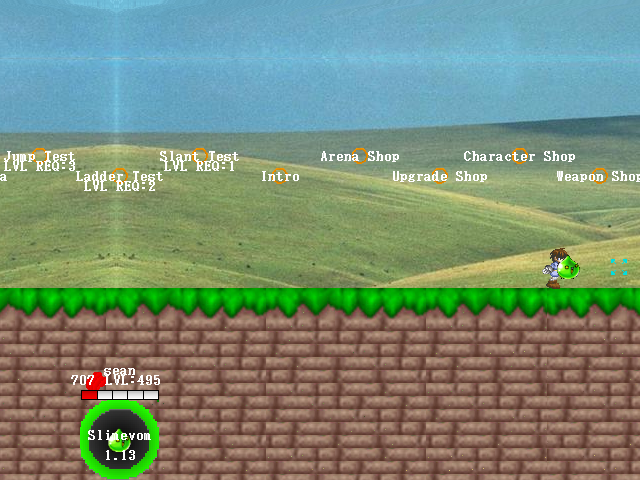 Jump Test
LVL REQ:3
a
Ladder Test
LVL REQ:2
Slant Test
LVL REQ:1
Intro
Arena Shop
Upgrade Shop
Character Shop
Weapon Shop
sean
707 LVL:495
Slimevom
1.13